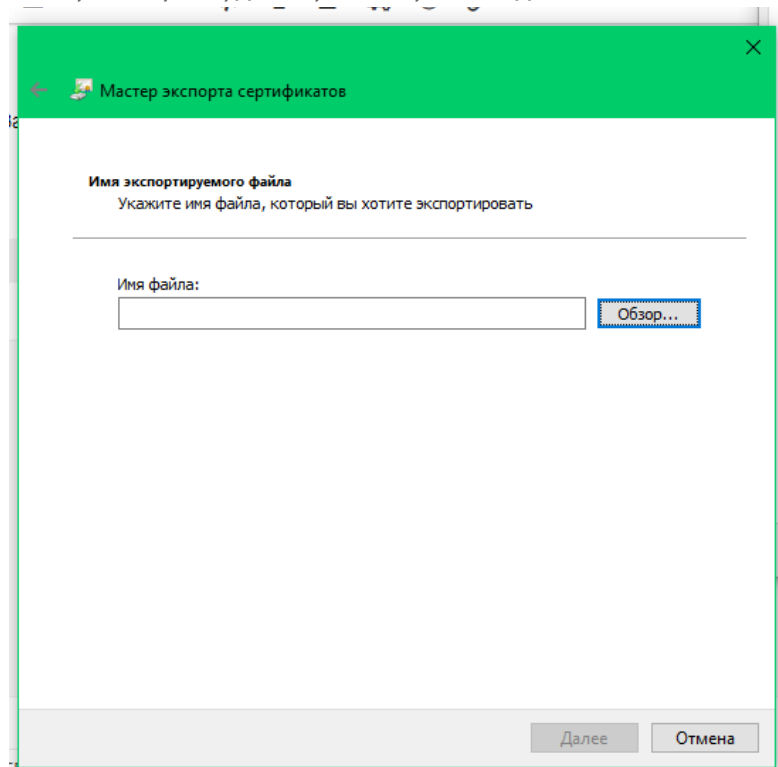 Мастер экспорта сертификатов
Имя экспортируемого файла
Укажите имя файла, который вы хотите экспортировать
Имя файла:
Обзор...
Далее
Отмена